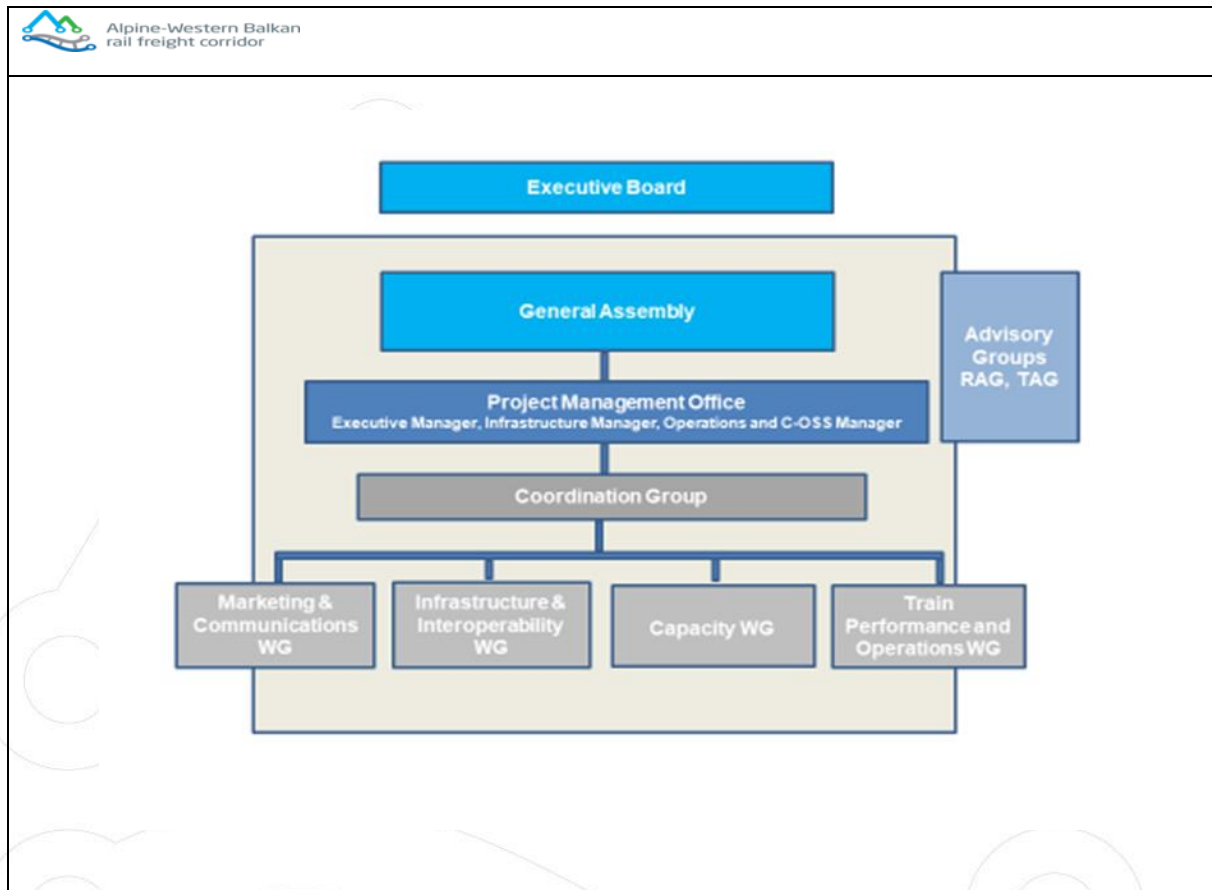 Alpine-Western Balkan
rail freight corridor
Executive Board
General Assembly
Advisory
Groups
RAG, TAG
Project Management Office
Executive Manager, Infrastructure Manager, Operations and C-OSS Manager
Coordination Group
Marketing &
Communications
WG
Infrastructure &
Interoperability
WG
Capacity WG
Train
Performance and
Operations WG